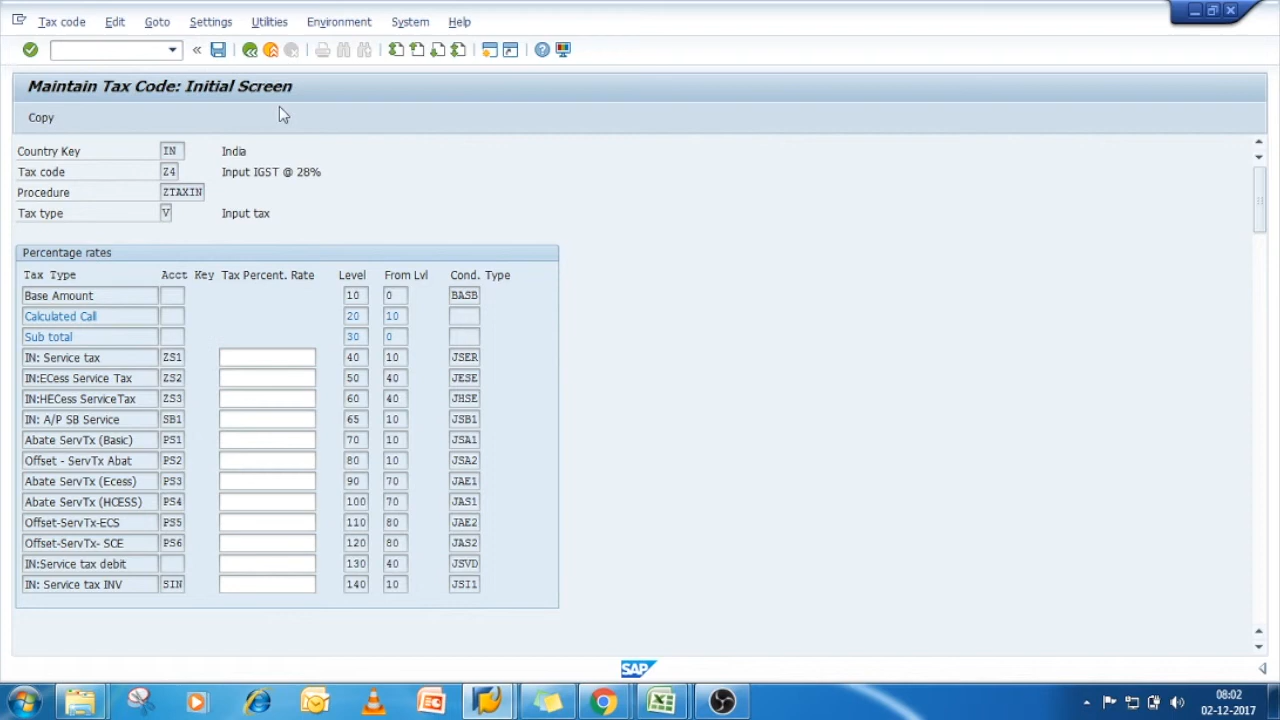 Tax code Edit Goto Settings Utilities Environment System Help
Maintain Tax Code: Initial Screen
Copy
Country Key IN India
Tax code Z4 Input IGST @ 28%
Procedure ZTAXIN
Tax type V Input tax
Percentage rates
Tax Type Acct Key Tax Percent. Rate Level From Lvl Cond. Type
Base Amount 10 0 BASB
Calculated Call 20 10
Sub total 30 0
IN: Service tax ZS1 40 10 JSER
IN:ECess Service Tax ZS2 50 40 JESE
IN:HECess ServiceTax ZS3 60 40 JHSE
IN: A/P SB Service SB1 65 10 JSB1
Abate ServTx (Basic) PS1 70 10 JSA1
Offset - ServTx Abat PS2 80 10 JSA2
Abate ServTx (Ecess) PS3 90 70 JAE1
Abate ServTx (HCESS) PS4 100 70 JAS1
Offset-ServTx-ECS PS5 110 80 JAE2
Offset-ServTx- SCE PS6 120 80 JAS2
IN:Service tax debit 130 40 JSVD
IN: Service tax INV SIN 140 10 JSI1
SAP
08:02
02-12-2017